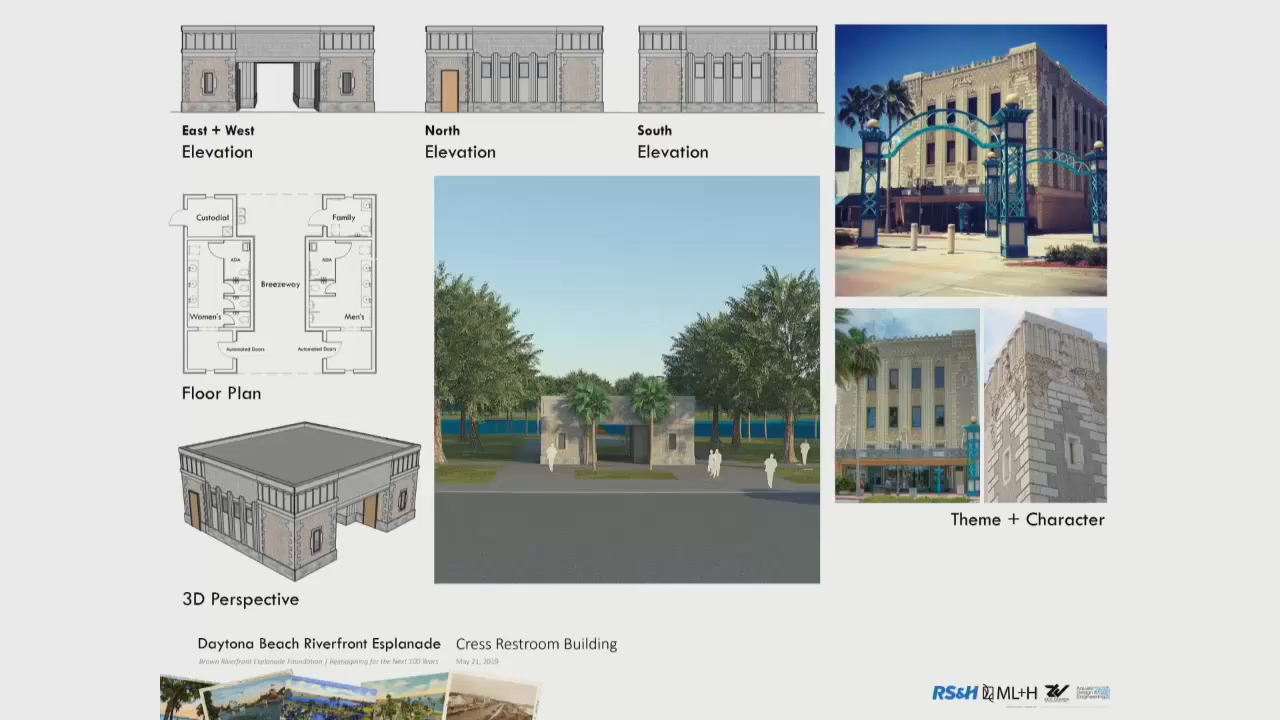 East + West
Elevation
North
Elevation
South
Elevation
Custodial
Family
ADA
ADA
Breezeway
Women's
Men's
Automated Doors
Automated Doors
Floor Plan
3D Perspective
Theme + Character
Daytona Beach Riverfront Esplanade
Cress Restroom Building
Brown Riverfront Esplanade Foundation | Reimagining for the Next 100 Years
May 21, 2019
RS&H
ML+H